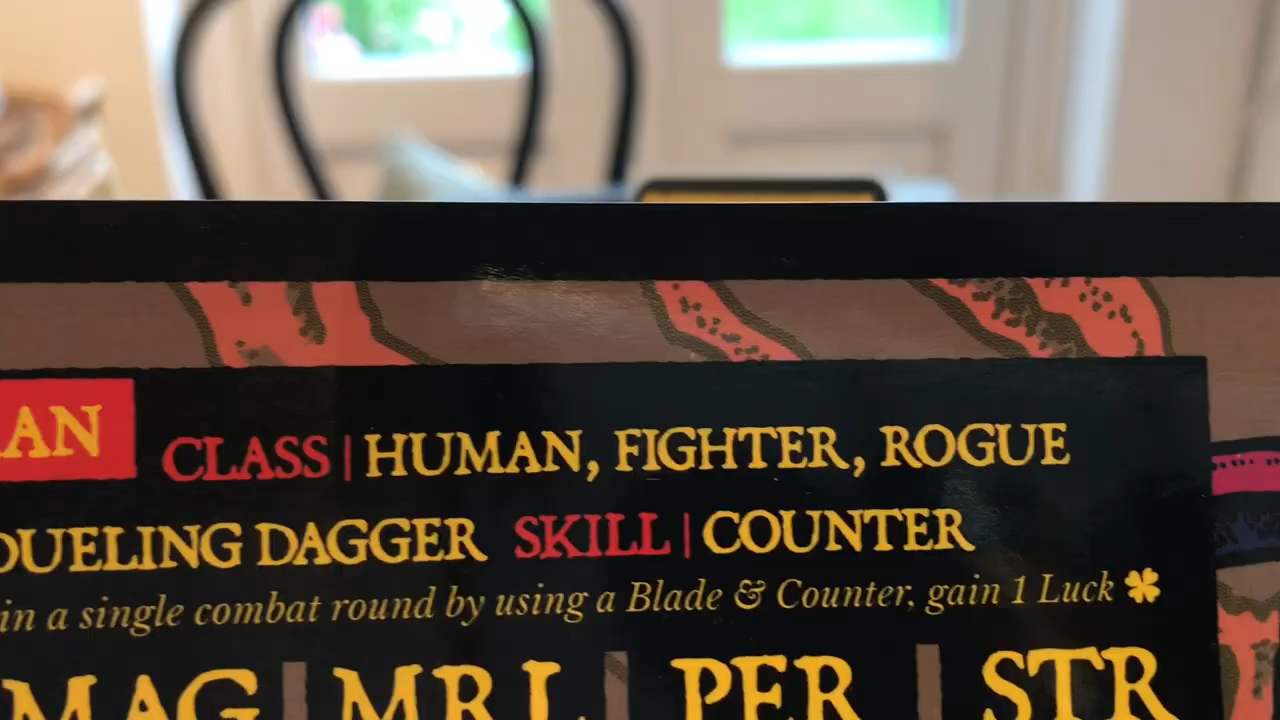 CLASS | HUMAN, FIGHTER, ROGUE
DUELING DAGGER SKILL | COUNTER
in a single combat round by using a Blade & Counter, gain 1 Luck
MAG | MRL | PER | STR